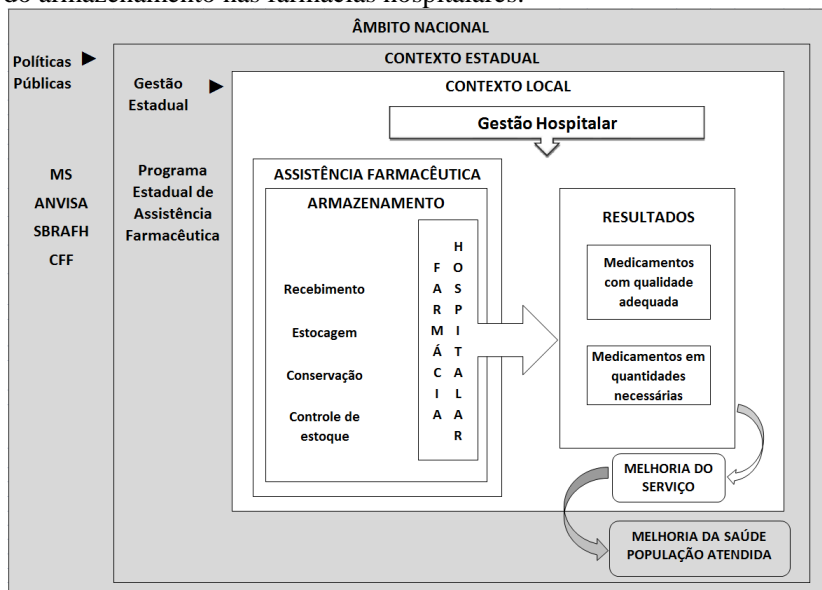 do armazenamento nas farmácias hospitalares.
ÂMBITO NACIONAL
Políticas
Públicas
MS
ANVISA
SBRAFH
CFF
CONTEXTO ESTADUAL
Gestão
Estadual
Programa
Estadual de
Assistência
Farmacêutica
CONTEXTO LOCAL
Gestão Hospitalar
ASSISTÊNCIA FARMACÊUTICA
ARMAZENAMENTO
Recebimento
Estocagem
Conservação
Controle de
estoque
FARMÁCIA
HOSPITALAR
RESULTADOS
Medicamentos
com qualidade
adequada
Medicamentos em
quantidades
necessárias
MELHORIA DO
SERVIÇO
MELHORIA DA SAÚDE
POPULAÇÃO ATENDIDA